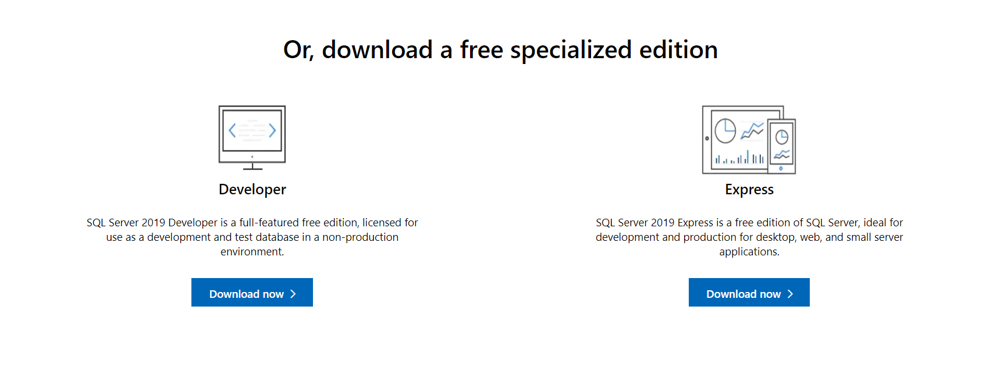 Or, download a free specialized edition
Developer
SQL Server 2019 Developer is a full-featured free edition, licensed for
use as a development and test database in a non-production
environment.
Download now
Express
SQL Server 2019 Express is a free edition of SQL Server, ideal for
development and production for desktop, web, and small server
applications.
Download now